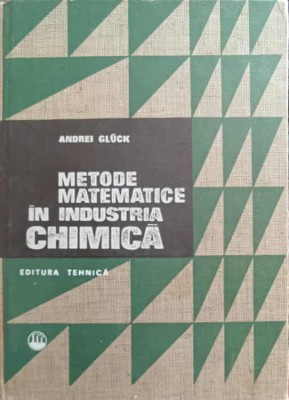 ANDREI GLÜCK
METODE
MATEMATICE
ÎN INDUSTRIA
CHIMICĂ
EDITURA TEHNICĂ